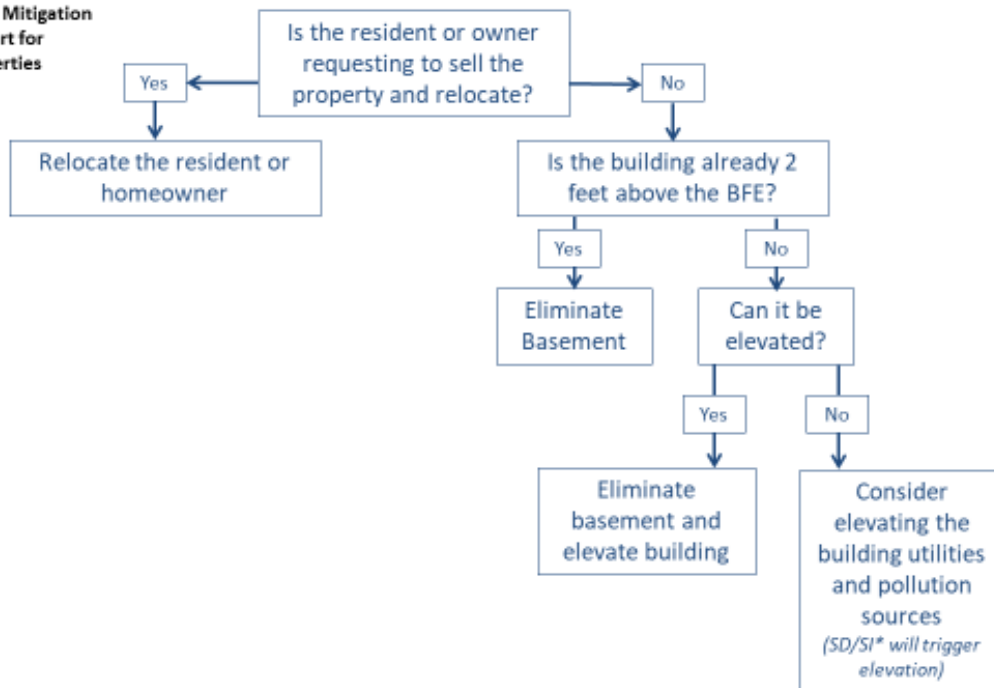 Mitigation
rt for
erties
Is the resident or owner
requesting to sell the
property and relocate?
Yes
No
Relocate the resident or
homeowner
Is the building already 2
feet above the BFE?
Yes
No
Eliminate
Basement
Can it be
elevated?
Yes
No
Eliminate
basement and
elevate building
Consider
elevating the
building utilities
and pollution
sources
(SD/SI* will trigger
elevation)